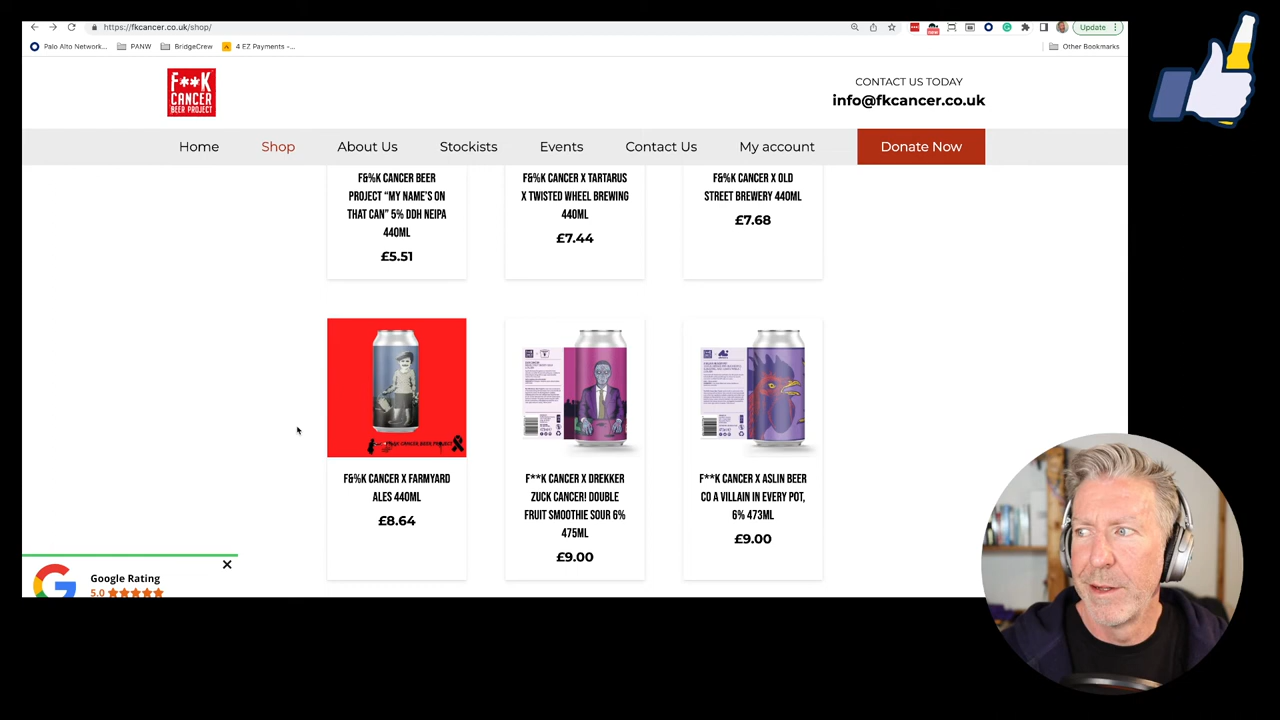 https://fkcancer.co.uk/shop/
Update
Palo Alto Network...
PANW
BridgeCrew
4 EZ Payments –...
Other Bookmarks
F**K
CANCER
BEER PROJECT
CONTACT US TODAY
info@fkcancer.co.uk
Home
Shop
About Us
Stockists
Events
Contact Us
My account
Donate Now
F&%K CANCER BEER
PROJECT “MY NAME’S ON
THAT CAN” 5% DDH NEIPA
440ML
£5.51
F&%K CANCER X TARTARUS
X TWISTED WHEEL BREWING
440ML
£7.44
F&%K CANCER X OLD
STREET BREWERY 440ML
£7.68
F&%K CANCER X FARMYARD
ALES 440ML
£8.64
F**K CANCER X DREKKER
ZUCK CANCER! DOUBLE
FRUIT SMOOTHIE SOUR 6%
475ML
£9.00
F**K CANCER X ASLIN BEER
CO A VILLAIN IN EVERY POT,
6% 473ML
£9.00
Google Rating
5.0